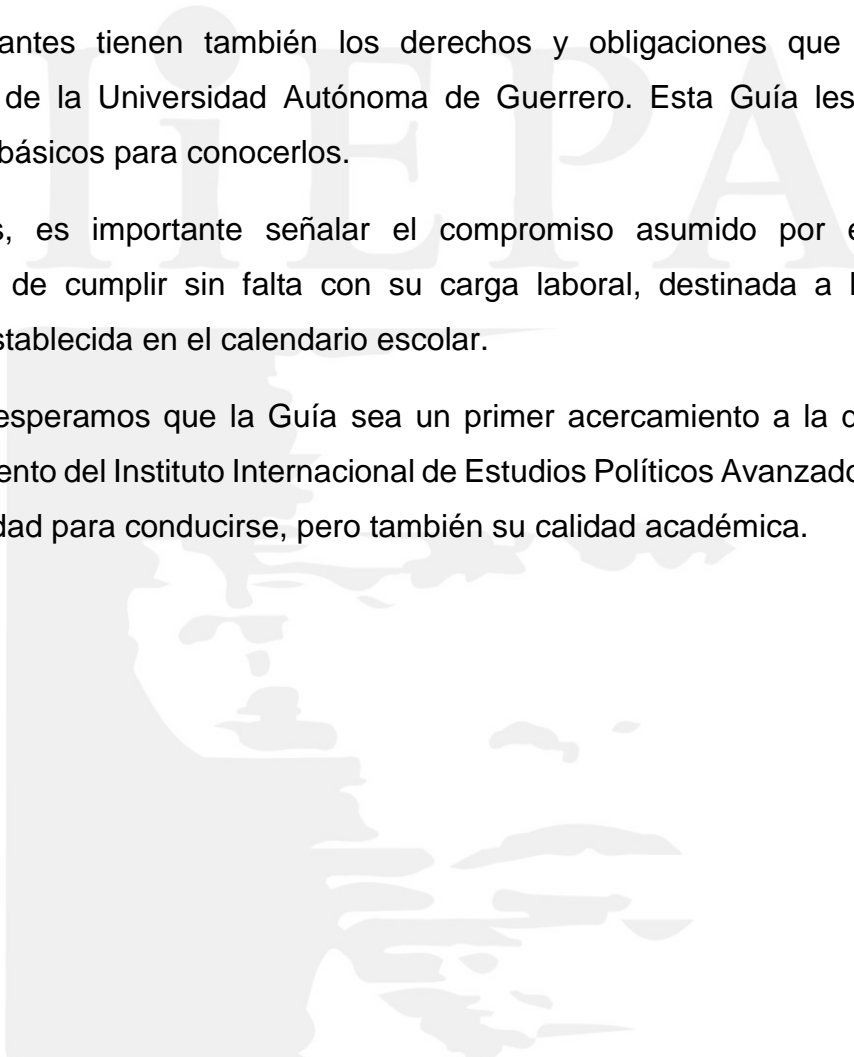 IiEPA
antes tienen también los derechos y obligaciones que
de la Universidad Autónoma de Guerrero. Esta Guía les
básicos para conocerlos.
s, es importante señalar el compromiso asumido por e
de cumplir sin falta con su carga laboral, destinada a l
stablecida en el calendario escolar.
esperamos que la Guía sea un primer acercamiento a la
ento del Instituto Internacional de Estudios Políticos Avanzado
dad para conducirse, pero también su calidad académica.